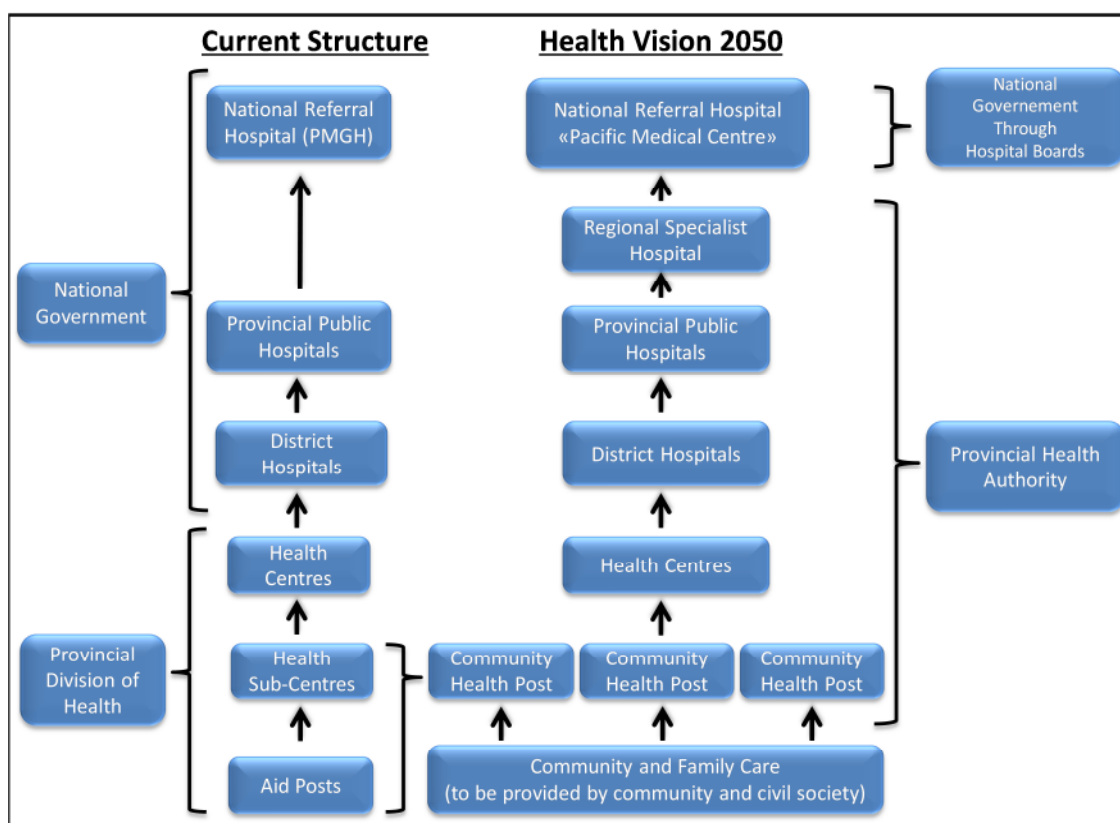 Current Structure
Health Vision 2050
National Referral
Hospital (PMGH)
National Referral Hospital
«Pacific Medical Centre»
National
Governement
Through
Hospital Boards
Regional Specialist
Hospital
National
Government
Provincial Public
Hospitals
Provincial Public
Hospitals
District
Hospitals
District Hospitals
Provincial Health
Authority
Health
Centres
Health Centres
Provincial
Division of
Health
Health
Sub-Centres
Community
Health Post
Community
Health Post
Community
Health Post
Aid Posts
Community and Family Care
(to be provided by community and civil society)